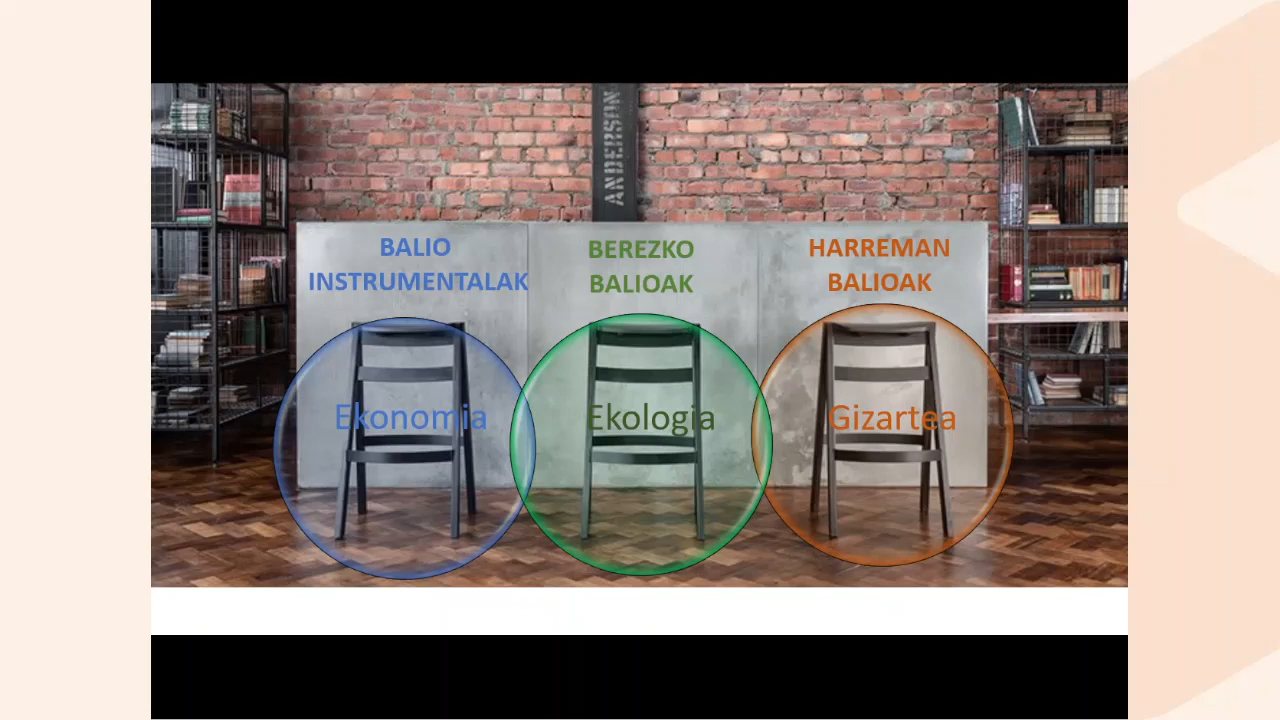 ANDERSON
BALIO
INSTRUMENTALAK
BEREZKO
BALIOAK
HARREMAN
BALIOAK
Ekonomia
Ekologia
Gizartea